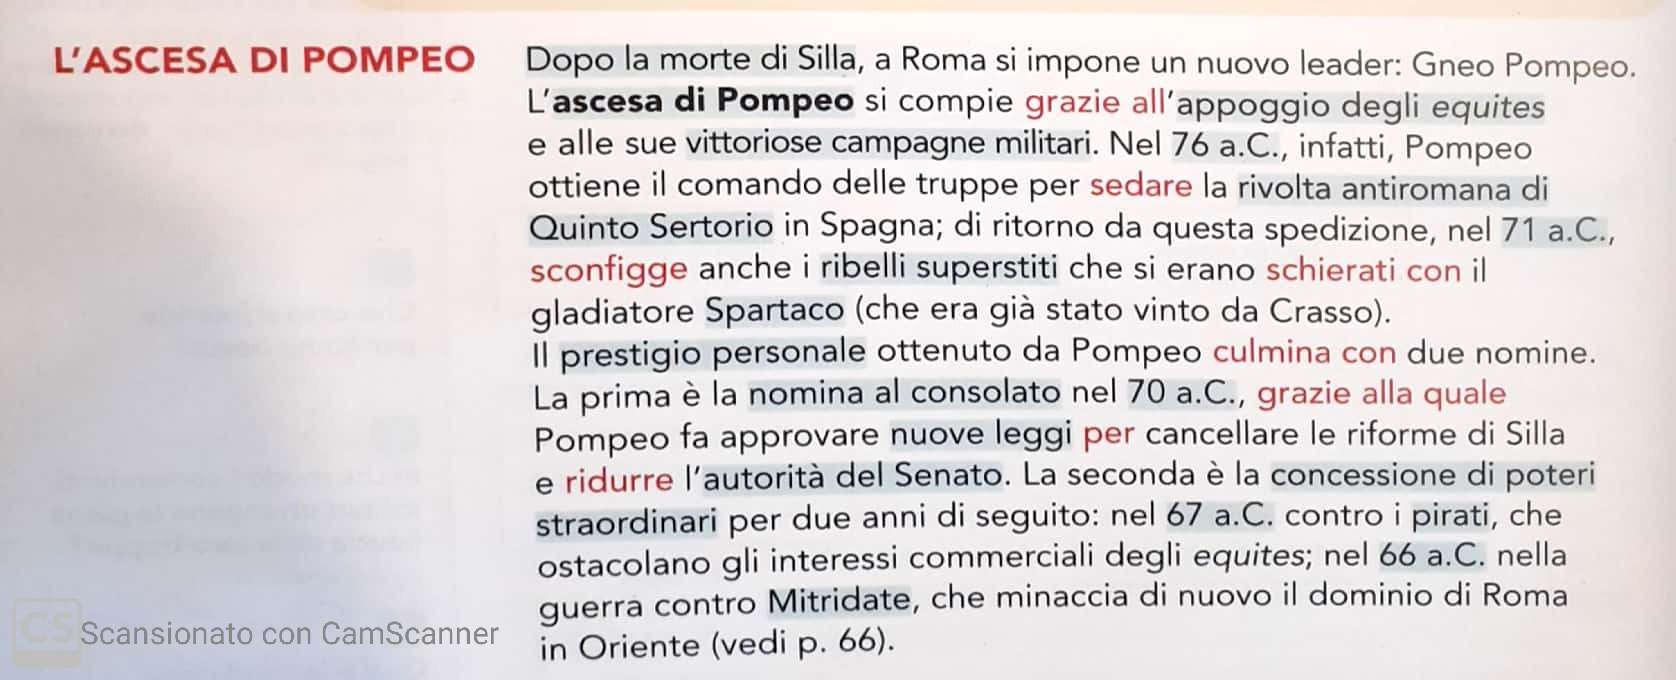 L'ASCESA DI POMPEO
Dopo la morte di Silla, a Roma si impone un nuovo leader: Gneo Pompeo.
L'ascesa di Pompeo si compie grazie all'appoggio degli equites
e alle sue vittoriose campagne militari. Nel 76 a.C., infatti, Pompeo
ottiene il comando delle truppe per sedare la rivolta antiromana di
Quinto Sertorio in Spagna; di ritorno da questa spedizione, nel 71 a.C.,
sconfigge anche i ribelli superstiti che si erano schierati con il
gladiatore Spartaco (che era già stato vinto da Crasso).
Il prestigio personale ottenuto da Pompeo culmina con due nomine.
La prima è la nomina al consolato nel 70 a.C., grazie alla quale
Pompeo fa approvare nuove leggi per cancellare le riforme di Silla
e ridurre l'autorità del Senato. La seconda è la concessione di poteri
straordinari per due anni di seguito: nel 67 a.C. contro i pirati, che
ostacolano gli interessi commerciali degli equites; nel 66 a.C. nella
guerra contro Mitridate, che minaccia di nuovo il dominio di Roma
in Oriente (vedi p. 66).
CS Scansionato con CamScanner